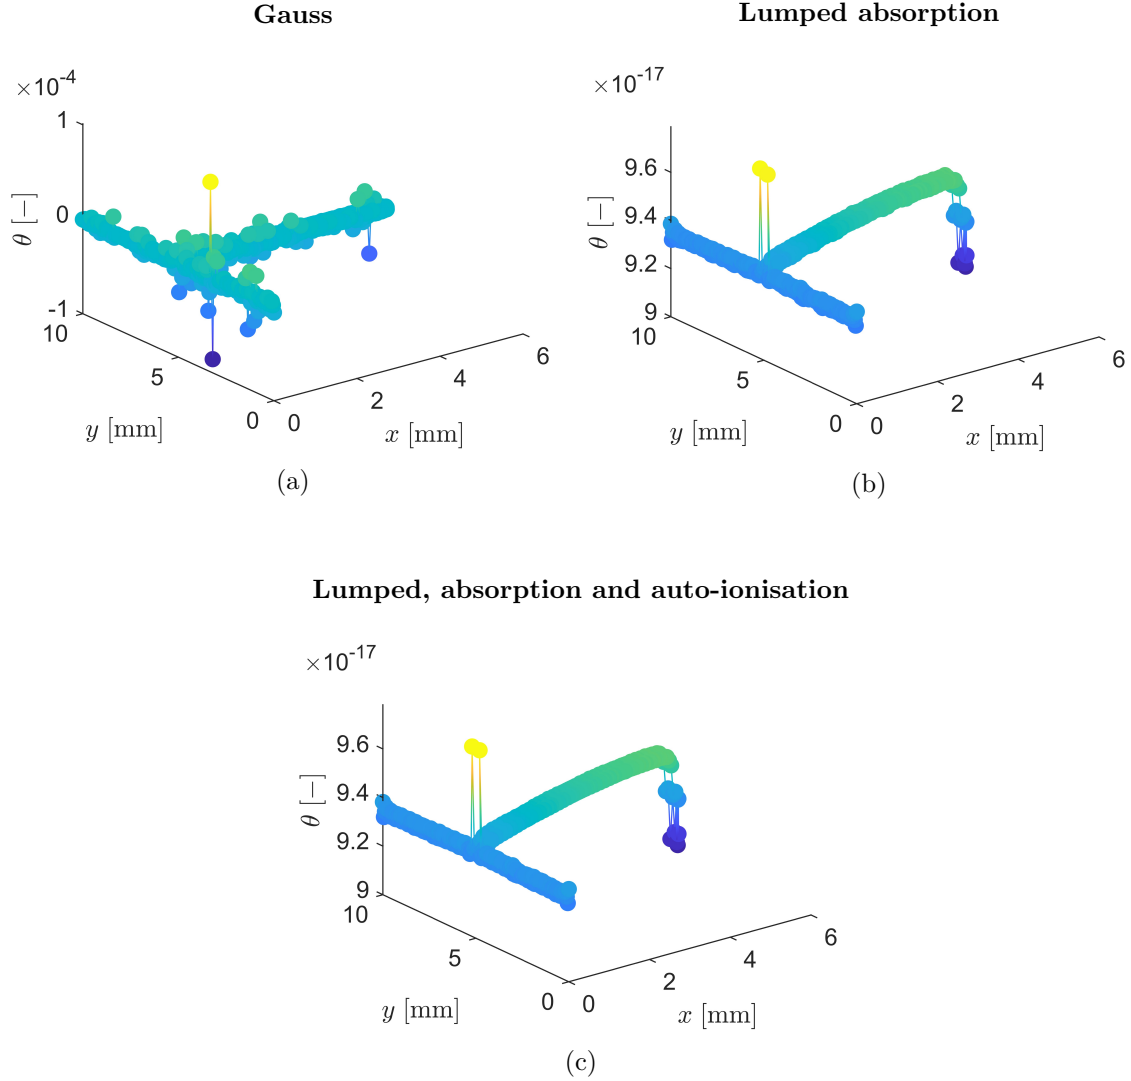 Gauss
×10^-4
1
0
-1
θ [−]
10
5
0
y [mm]
0
2
4
6
x [mm]
(a)
Lumped absorption
×10^-17
9.6
9.4
9.2
9
θ [−]
10
5
0
y [mm]
0
2
4
6
x [mm]
(b)
Lumped, absorption and auto-ionisation
×10^-17
9.6
9.4
9.2
9
θ [−]
10
5
0
y [mm]
0
2
4
6
x [mm]
(c)